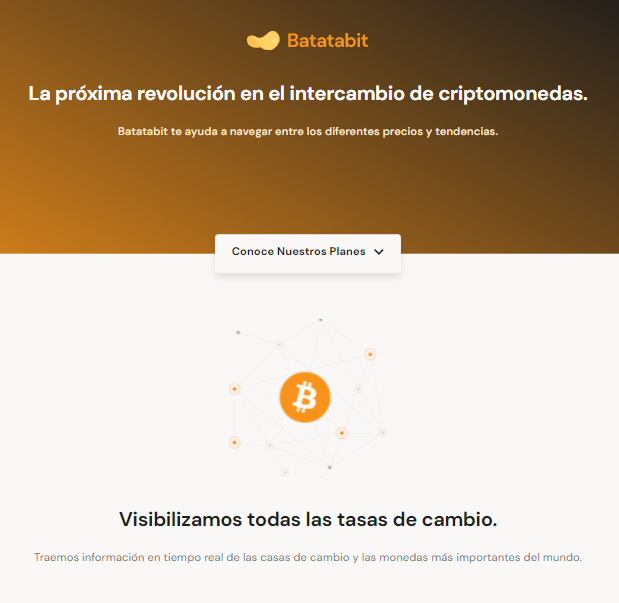 Batatabit
La próxima revolución en el intercambio de criptomonedas.
Batatabit te ayuda a navegar entre los diferentes precios y tendencias.
Conoce Nuestros Planes
Visibilizamos todas las tasas de cambio.
Traemos información en tiempo real de las casas de cambio y las monedas más importantes del mundo.